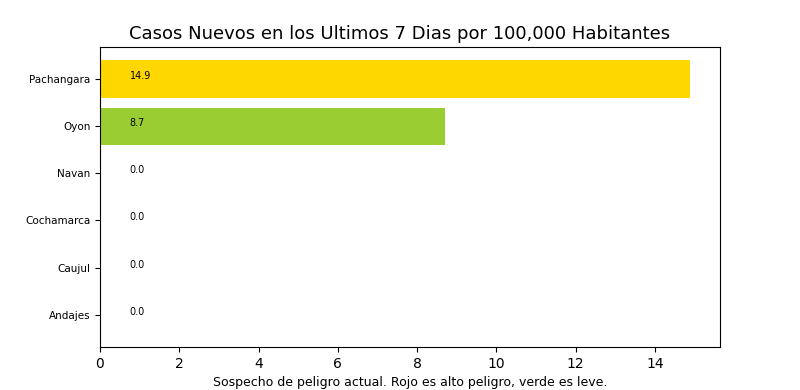 Casos Nuevos en los Ultimos 7 Dias por 100,000 Habitantes
Pachangara 14.9
Oyon 8.7
Navan 0.0
Cochamarca 0.0
Caujul 0.0
Andajes 0.0
0 2 4 6 8 10 12 14
Sospecho de peligro actual. Rojo es alto peligro, verde es leve.